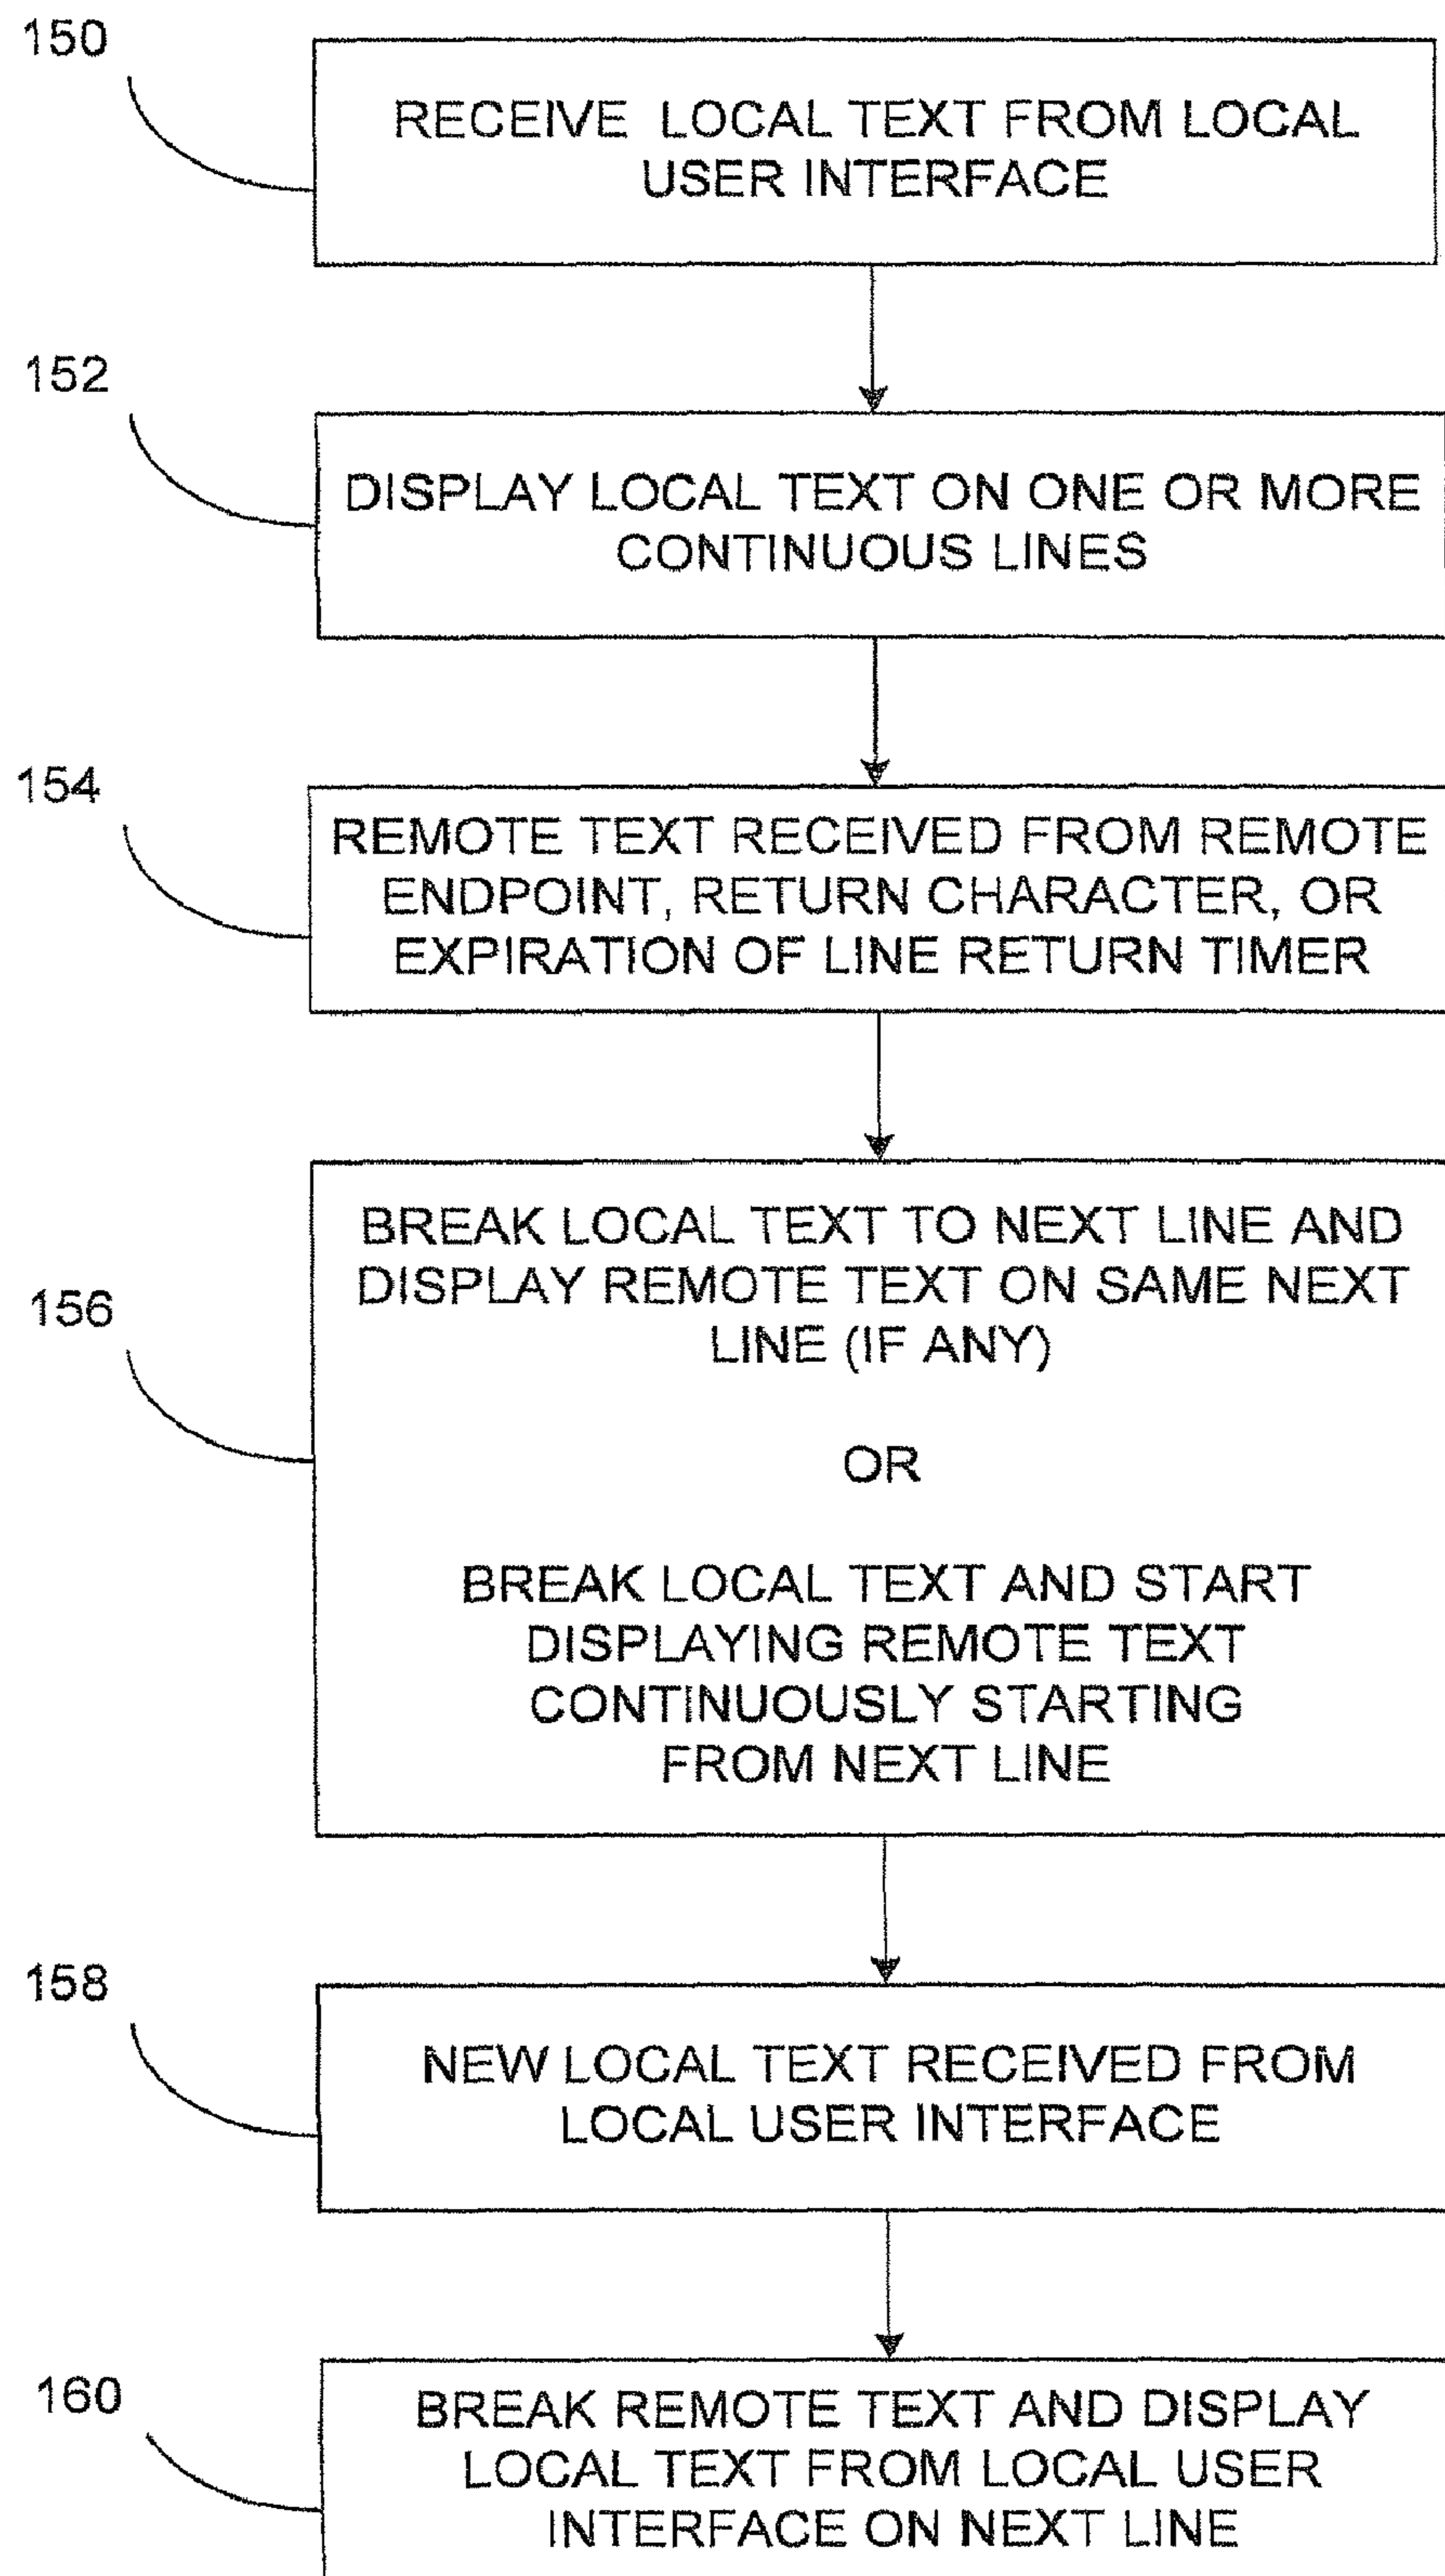 150
RECEIVE LOCAL TEXT FROM LOCAL
USER INTERFACE
152
DISPLAY LOCAL TEXT ON ONE OR MORE
CONTINUOUS LINES
154
REMOTE TEXT RECEIVED FROM REMOTE
ENDPOINT, RETURN CHARACTER, OR
EXPIRATION OF LINE RETURN TIMER
156
BREAK LOCAL TEXT TO NEXT LINE AND
DISPLAY REMOTE TEXT ON SAME NEXT
LINE (IF ANY)
OR
BREAK LOCAL TEXT AND START
DISPLAYING REMOTE TEXT
CONTINUOUSLY STARTING
FROM NEXT LINE
158
NEW LOCAL TEXT RECEIVED FROM
LOCAL USER INTERFACE
160
BREAK REMOTE TEXT AND DISPLAY
LOCAL TEXT FROM LOCAL USER
INTERFACE ON NEXT LINE